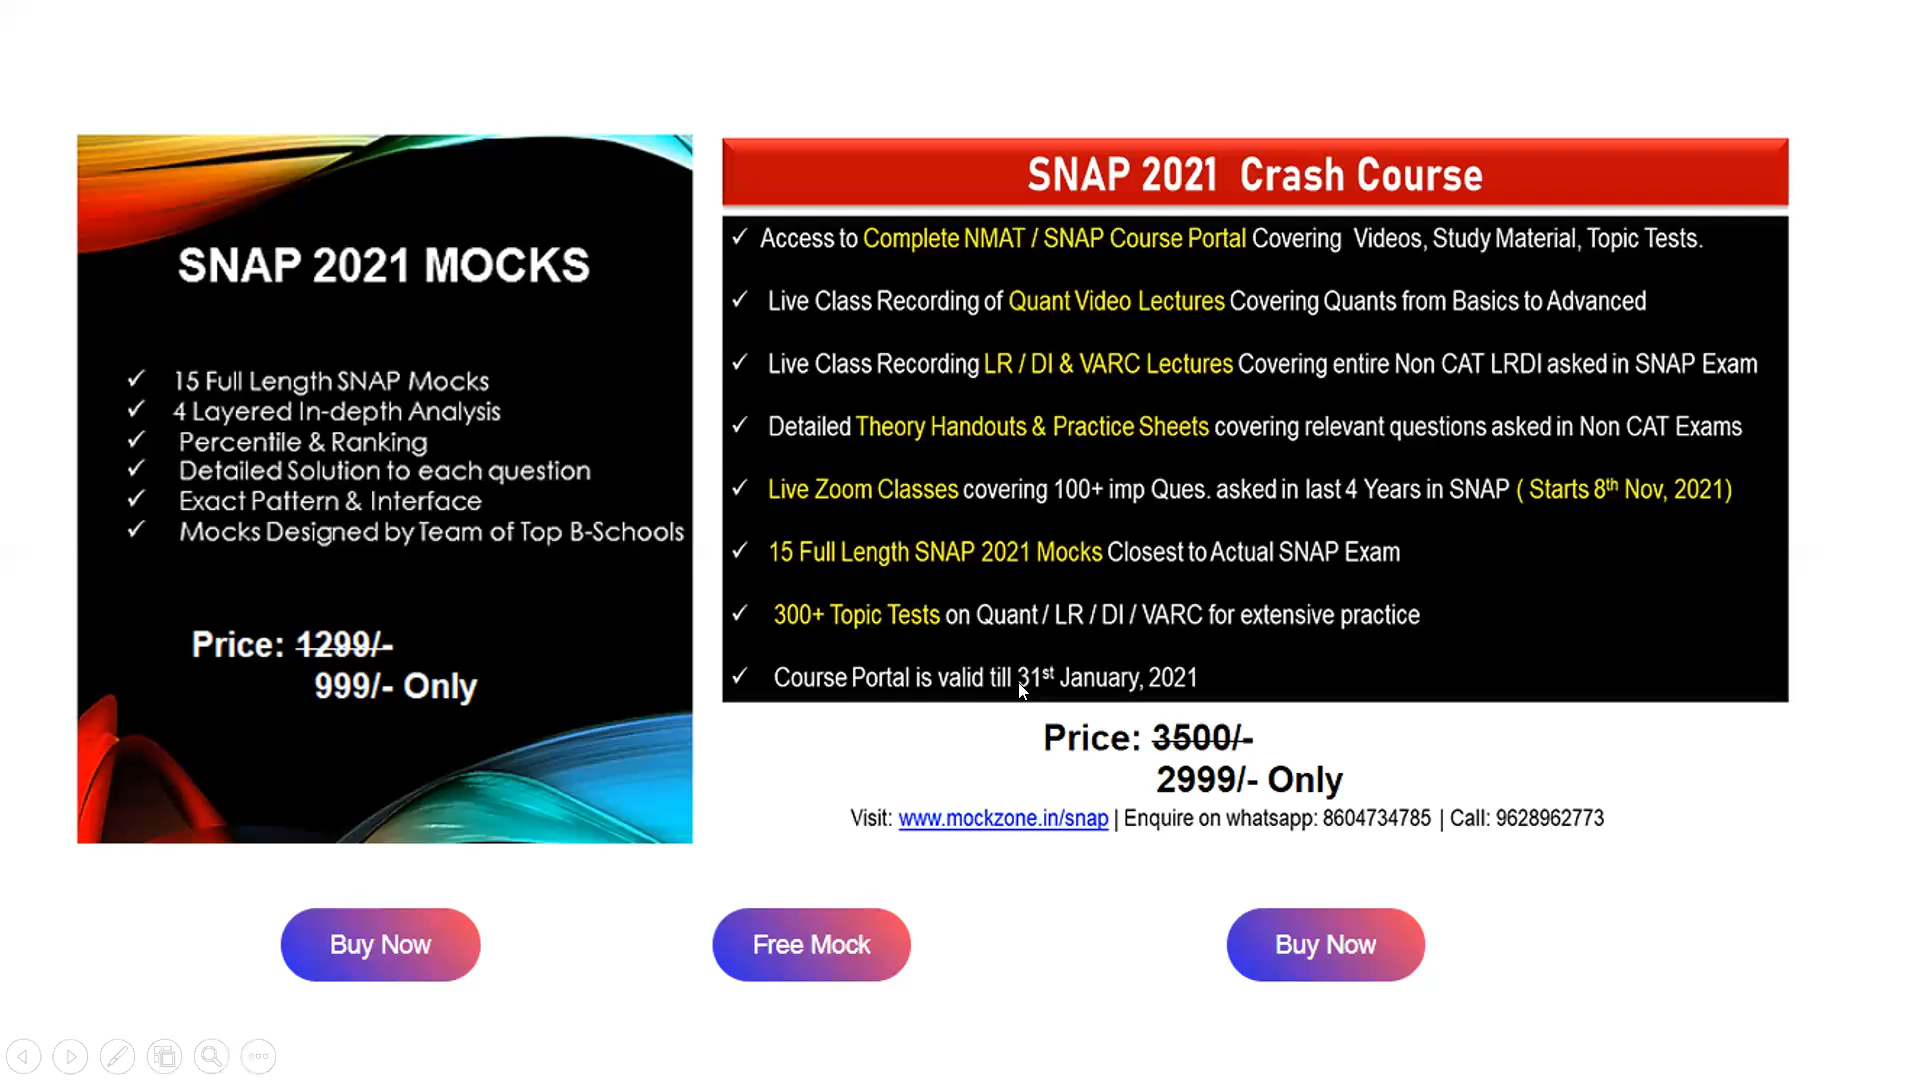 SNAP 2021 MOCKS
✓ 15 Full Length SNAP Mocks
✓ 4 Layered In-depth Analysis
✓ Percentile & Ranking
✓ Detailed Solution to each question
✓ Exact Pattern & Interface
✓ Mocks Designed by Team of Top B-Schools
Price: 1299/-
999/- Only
SNAP 2021 Crash Course
✓ Access to Complete NMAT / SNAP Course Portal Covering Videos, Study Material, Topic Tests.
✓ Live Class Recording of Quant Video Lectures Covering Quants from Basics to Advanced
✓ Live Class Recording LR / DI & VARC Lectures Covering entire Non CAT LRDI asked in SNAP Exam
✓ Detailed Theory Handouts & Practice Sheets covering relevant questions asked in Non CAT Exams
✓ Live Zoom Classes covering 100+ imp Ques. asked in last 4 Years in SNAP ( Starts 8th Nov, 2021)
✓ 15 Full Length SNAP 2021 Mocks Closest to Actual SNAP Exam
✓ 300+ Topic Tests on Quant / LR / DI / VARC for extensive practice
✓ Course Portal is valid till 31st January, 2021
Price: 3500/-
2999/- Only
Visit: www.mockzone.in/snap | Enquire on whatsapp: 8604734785 | Call: 9628962773
Buy Now
Free Mock
Buy Now